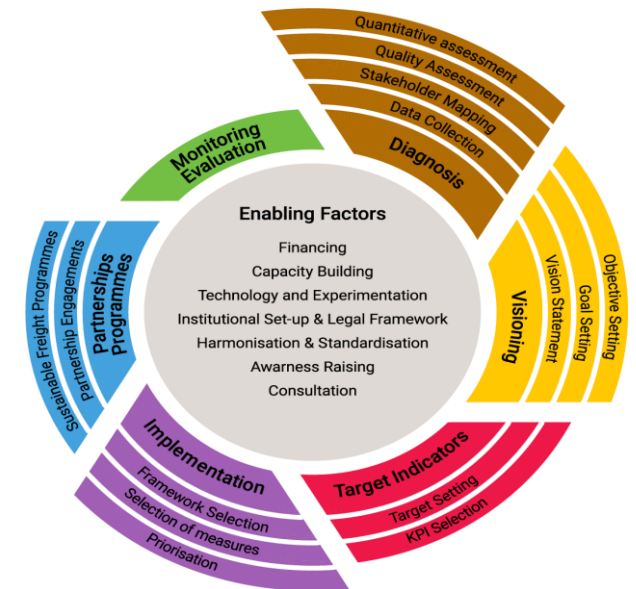 Quantitative assessment
Quality Assessment
Stakeholder Mapping
Data Collection
Diagnosis
Objective Setting
Goal Setting
Vision Statement
Visioning
Target Indicators
Target Setting
KPI Selection
Implementation
Framework Selection
Selection of measures
Priorisation
Sustainable Freight Programmes
Partnership Engagements
Partnerships
Programmes
Monitoring
Evaluation
Enabling Factors
Financing
Capacity Building
Technology and Experimentation
Institutional Set-up & Legal Framework
Harmonisation & Standardisation
Awarness Raising
Consultation